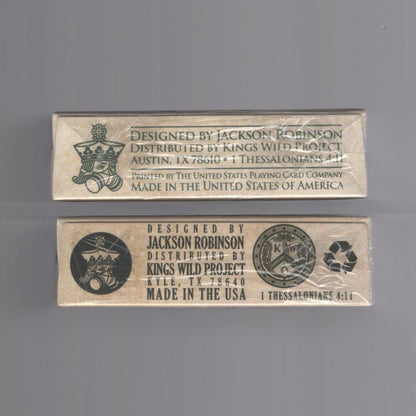 DESIGNED BY JACKSON ROBINSON
DISTRIBUTED BY KINGS WILD PROJECT
AUSTIN, TX 78610 • 1 THESSALONIANS 4:11
PRINTED BY THE UNITED STATES PLAYING CARD COMPANY
MADE IN THE UNITED STATES OF AMERICA
DESIGNED BY
JACKSON ROBINSON
DISTRIBUTED BY
KINGS WILD PROJECT
KYLE, TX 78640
MADE IN THE USA
K W
1 THESSALONIANS 4:11